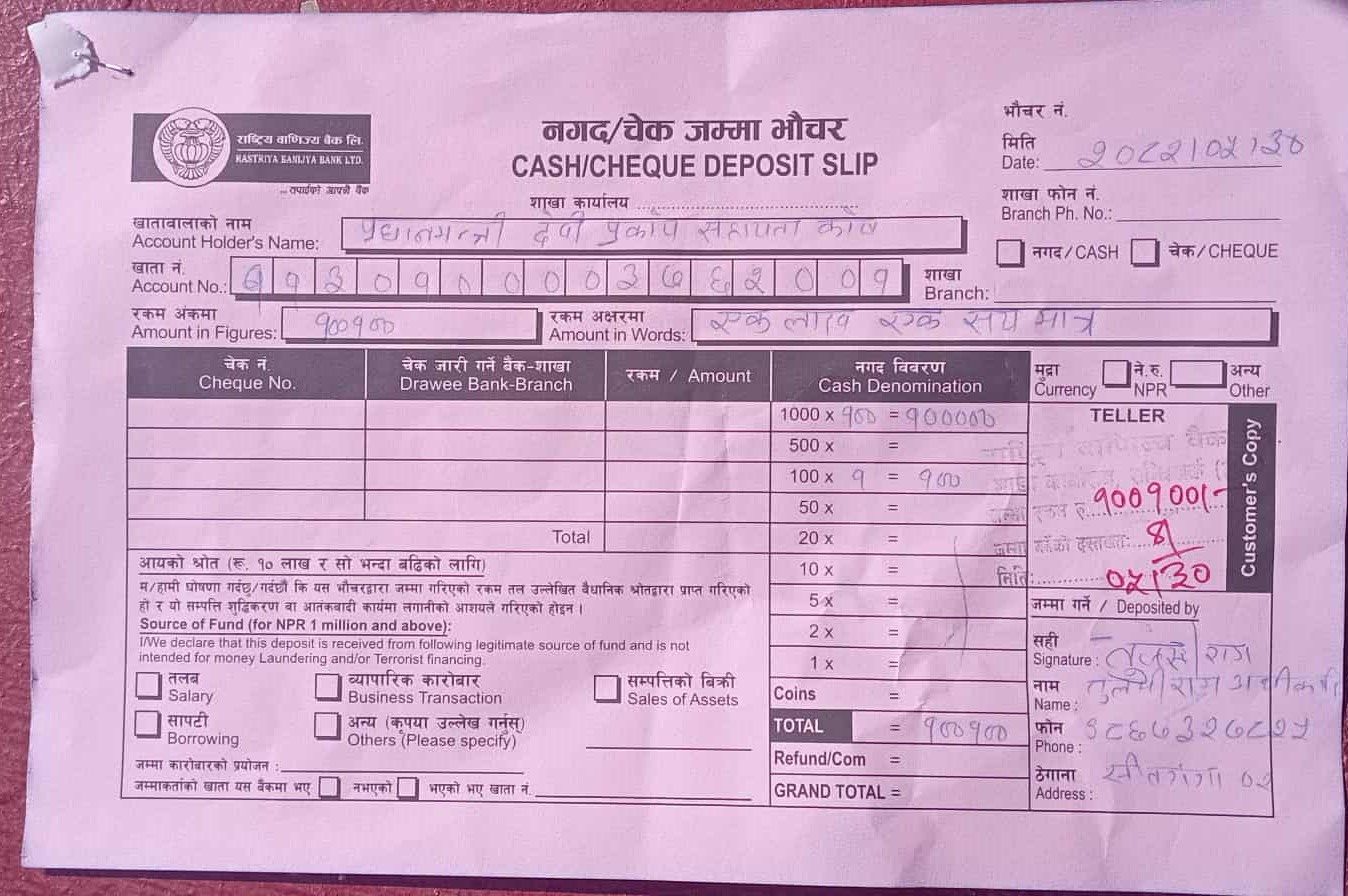 राष्ट्रिय वाणिज्य बैंक लि.
RASTRIYA BANIJYA BANK LTD.
... तपाईंको आफ्नै बैंक
नगद/चेक जम्मा भौचर
CASH/CHEQUE DEPOSIT SLIP
शाखा कार्यालय
भौचर नं.
मिति
Date: २०८२।०५।३०
शाखा फोन नं.
Branch Ph. No.:
खातावालाको नाम
Account Holder's Name: प्रधानमन्त्री देवी प्रकोप सहायता कोष
नगद/CASH चेक/CHEQUE
खाता नं.
Account No.: ११३०१०००३७६२००१
शाखा
Branch:
रकम अंकमा
Amount in Figures: १००१००
रकम अक्षरमा
Amount in Words: एक लाख एक सय मात्र
चेक नं.
Cheque No.
चेक जारी गर्ने बैंक-शाखा
Drawee Bank-Branch
रकम / Amount
नगद विवरण
Cash Denomination
मुद्रा
Currency
ने.रु.
NPR
अन्य
Other
1000 x १०० = १०००००
500 x =
100 x १ = १००
50 x =
Total
20 x =
10 x =
5 x =
2 x =
1 x =
Coins =
TOTAL = १००१००
Refund/Com =
GRAND TOTAL =
TELLER
राष्ट्रिय वाणिज्य बैंक
१००१००।-
मिति: ०५।३०
Customer's Copy
आयको श्रोत (रू. १० लाख र सो भन्दा बढिको लागि)
म/हामी घोषणा गर्दछु/गर्दछौं कि यस भौचरद्वारा जम्मा गरिएको रकम तल उल्लेखित वैधानिक श्रोतद्वारा प्राप्त गरिएको
हो र यो सम्पत्ति शुद्धिकरण वा आतंकवादी कार्यमा लगानीको आशयले गरिएको होइन ।
Source of Fund (for NPR 1 million and above):
I/We declare that this deposit is received from following legitimate source of fund and is not
intended for money Laundering and/or Terrorist financing.
तलब
Salary
व्यापारिक कारोबार
Business Transaction
सम्पत्तिको बिक्री
Sales of Assets
सापटी
Borrowing
अन्य (कृपया उल्लेख गर्नुस्)
Others (Please specify)
जम्मा कारोबारको प्रयोजन :
जम्माकर्ताको खाता यस बैंकमा भए नभएको भएको भए खाता नं.
जम्मा गर्ने / Deposited by
सही
Signature :
नाम
Name :
फोन
Phone : ९८६७३२७८२५
ठेगाना
Address : सीतगंगा ०२